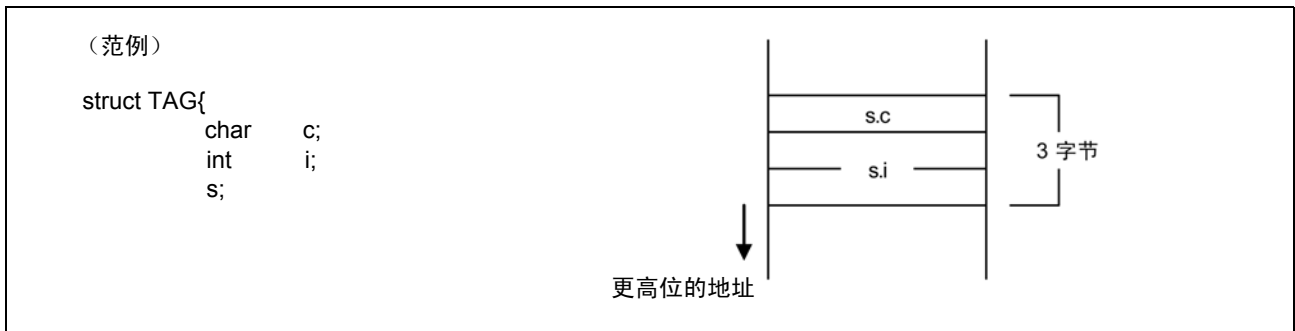 （范例）
struct TAG{
char c;
int i;
s;
s.c
s.i
3 字节
更高位的地址